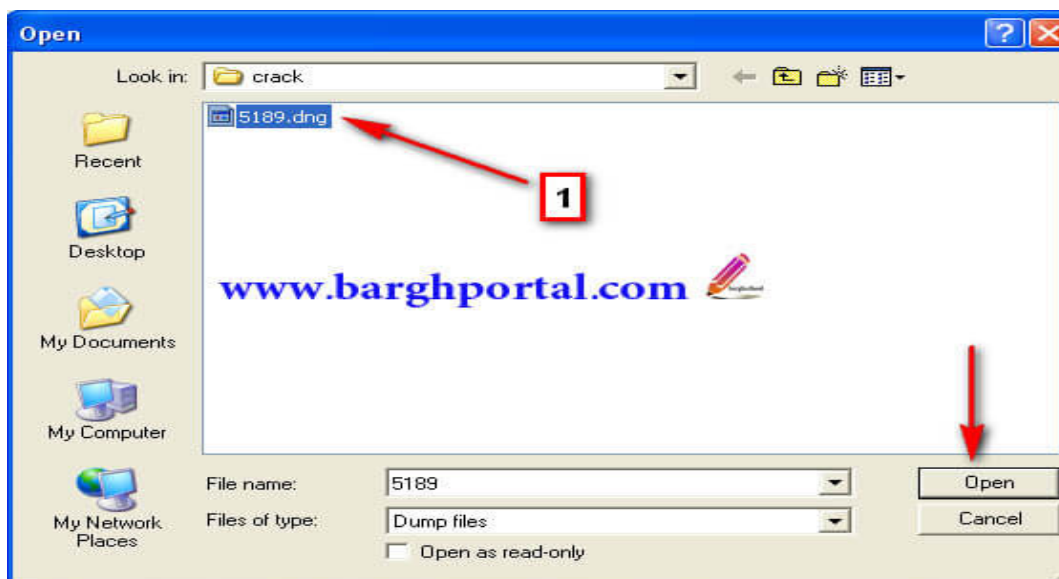 Open
Look in: crack
5189.dng
Recent
1
Desktop
www.barghportal.com
My Documents
My Computer
File name: 5189 Open
My Network Places
Files of type: Dump files Cancel
Open as read-only